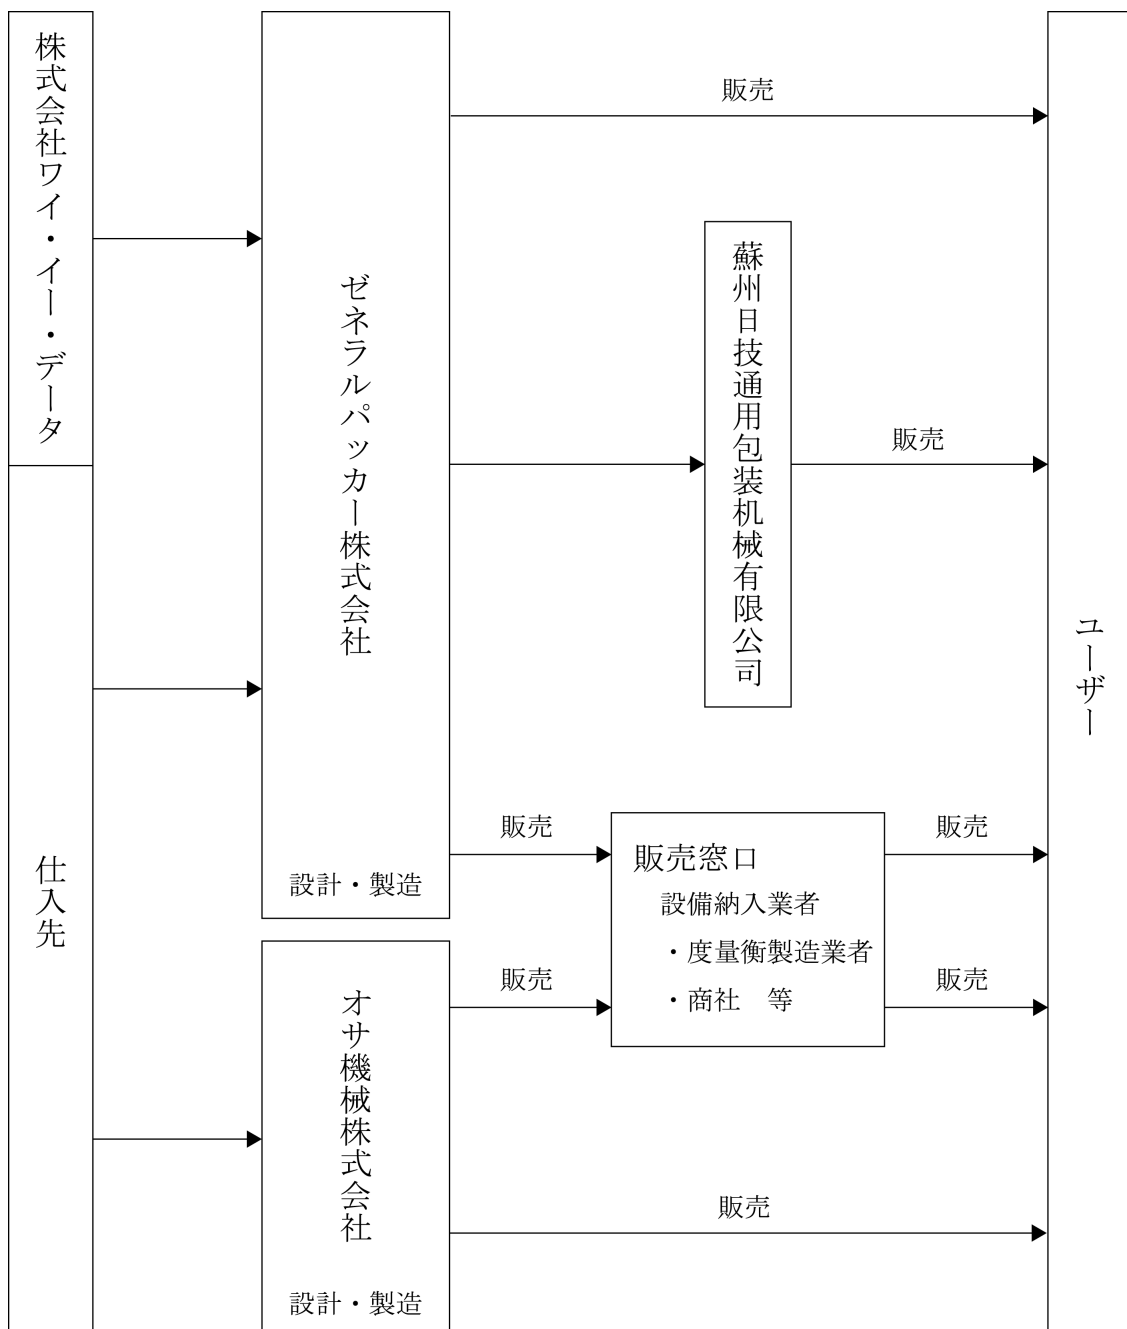 株式会社ワイ・イー・データ
仕入先
ゼネラルパッカー株式会社
設計・製造
オサ機械株式会社
設計・製造
販売
蘇州日技通用包装机械有限公司
販売
販売
販売窓口
設備納入業者
・度量衡製造業者
・商社 等
販売
販売
販売
販売
ユーザー